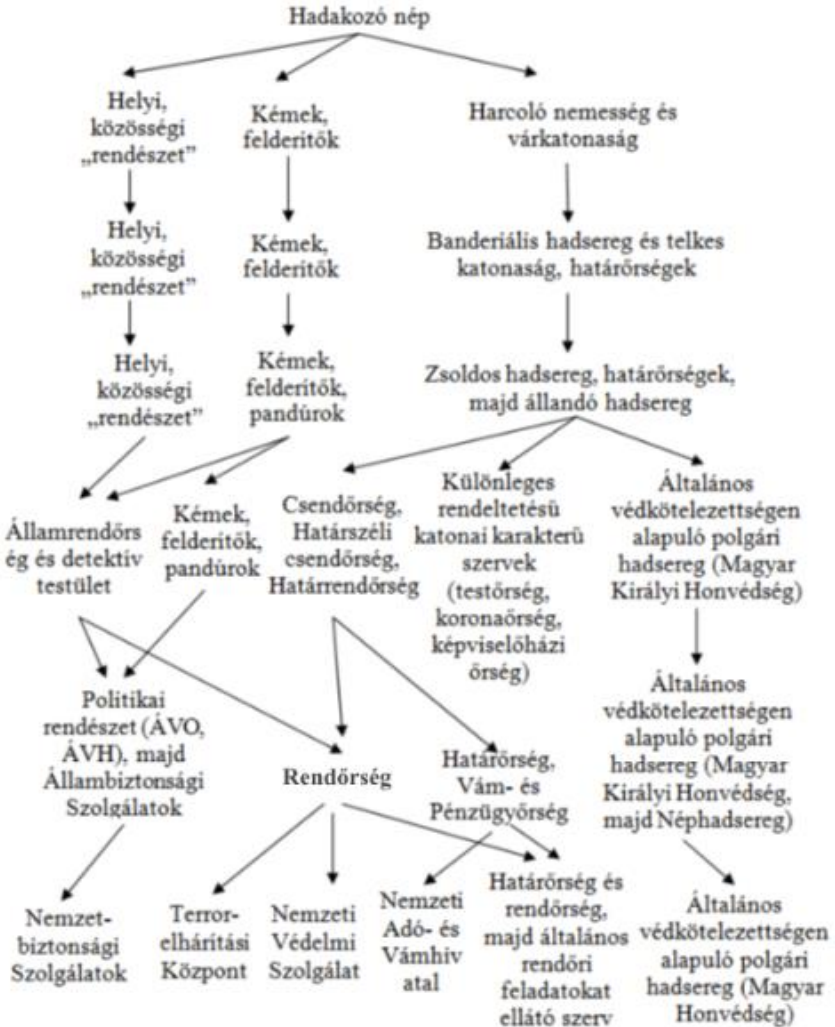 Hadakozó nép
Helyi,
közösségi
„rendészet”
Kémek,
felderítők
Harcoló nemesség és
várkatonaság
Helyi,
közösségi
„rendészet”
Kémek,
felderítők
Banderiális hadsereg és telkes
katonaság, határőrségek
Helyi,
közösségi
„rendészet”
Kémek,
felderítők,
pandúrok
Zsoldos hadsereg, határőrségek,
majd állandó hadsereg
Államrendőrs
ég és detektív
testület
Kémek,
felderítők,
pandúrok
Csendőrség,
Határszéli
csendőrség,
Határrendőrség
Különleges
rendeltetésü
katonai karakterü
szervek
(testőrség,
koronaőrség,
képviselőházi
őrség)
Általános
védkötelezettségen
alapuló polgári
hadsereg (Magyar
Királyi Honvédség)
Politikai
rendészet (ÁVO,
ÁVH), majd
Állambiztonsági
Szolgálatok
Rendőrség
Határőrség,
Vám- és
Pénzügyőrség
Általános
védkötelezettségen
alapuló polgári
hadsereg (Magyar
Királyi Honvédség,
majd Néphadsereg)
Nemzet-
biztonsági
Szolgálatok
Terror-
elhárítási
Központ
Nemzeti
Védelmi
Szolgálat
Nemzeti
Adó- és
Vámhiv
atal
Határőrség és
rendőrség,
majd általános
rendőri
feladatokat
ellátó szerv
Általános
védkötelezettségen
alapuló polgári
hadsereg (Magyar
Honvédség)